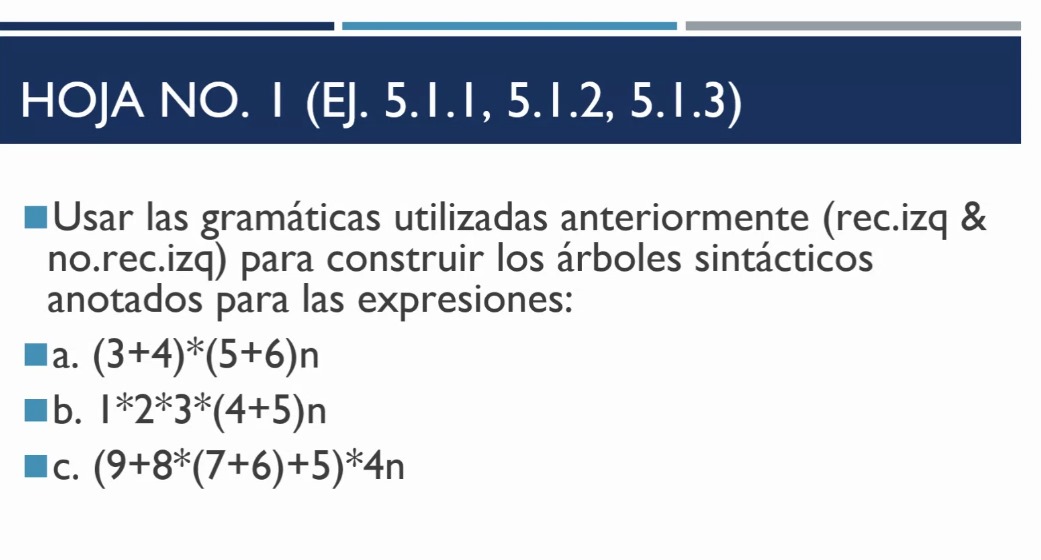 HOJA NO. 1 (EJ. 5.1.1, 5.1.2, 5.1.3)
Usar las gramáticas utilizadas anteriormente (rec.izq &
no.rec.izq) para construir los árboles sintácticos
anotados para las expresiones:
a. (3+4)*(5+6)n
b. 1*2*3*(4+5)n
c. (9+8*(7+6)+5)*4n